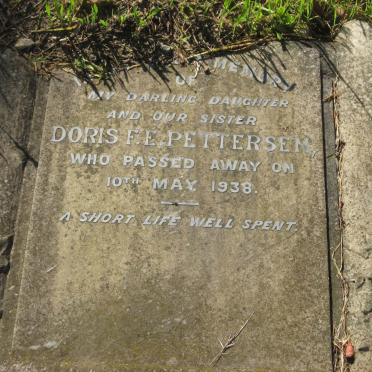 MEMORY
OF
MY DARLING DAUGHTER
AND OUR SISTER
DORIS F. E. PETTERSEN,
WHO PASSED AWAY ON
10TH MAY 1938.
A SHORT LIFE WELL SPENT.